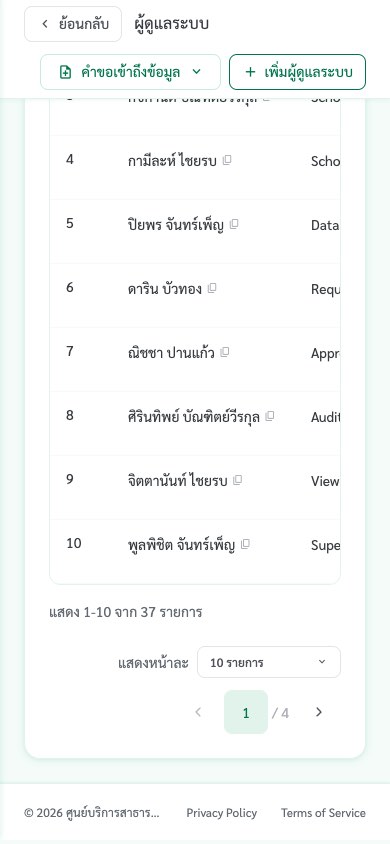 ย้อนกลับ
ผู้ดูแลระบบ
คำขอเข้าถึงข้อมูล
เพิ่มผู้ดูแลระบบ
4 กามีละห์ ไชยรบ Scho
5 ปิยพร จันทร์เพ็ญ Data
6 ดาริน บัวทอง Requ
7 ณิชชา ปานแก้ว Appr
8 ศิรินทิพย์ บัณฑิตย์วีรกุล Audit
9 จิตตานันท์ ไชยรบ View
10 พูลพิชิต จันทร์เพ็ญ Supe
แสดง 1-10 จาก 37 รายการ
แสดงหน้าละ 10 รายการ
1 / 4
© 2026 ศูนย์บริการสาธาร... Privacy Policy Terms of Service